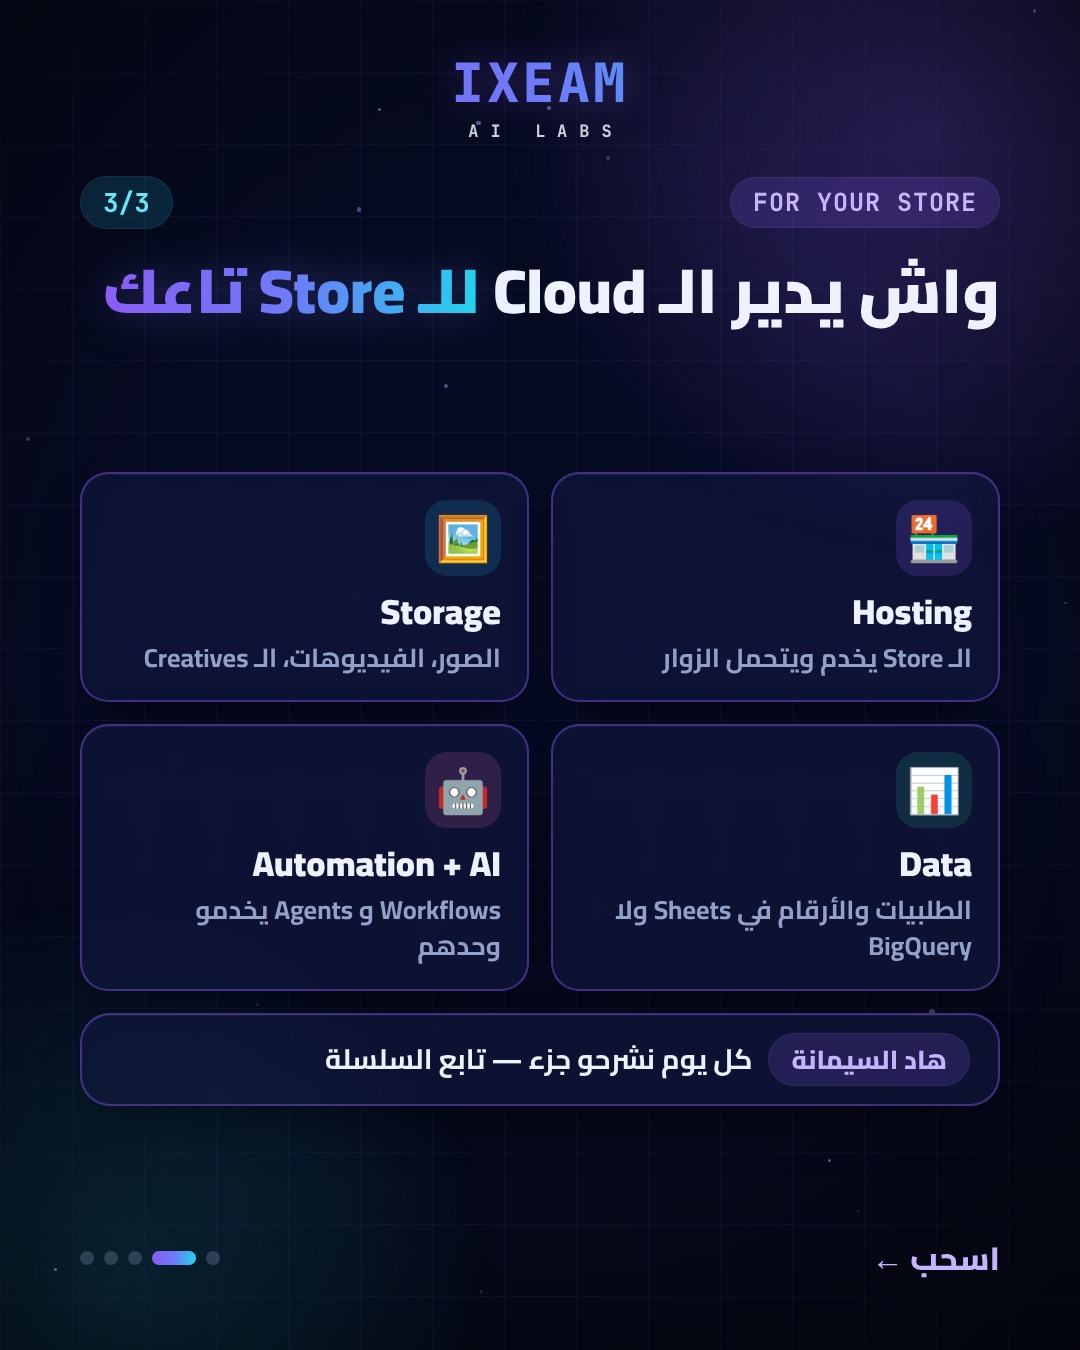 IXEAM
AI LABS
FOR YOUR STORE
3/3
واش يدير الـ Cloud للـ Store تاعك
24
Hosting
الـ Store يخدم ويتحمل الزوار
Storage
الصور، الفيديوهات، الـ Creatives
Data
الطلبيات والأرقام في Sheets ولا
BigQuery
Automation + AI
Workflows و Agents يخدمو
وحدهم
هاد السيمانة
كل يوم نشرحو جزء — تابع السلسلة
اسحب ←